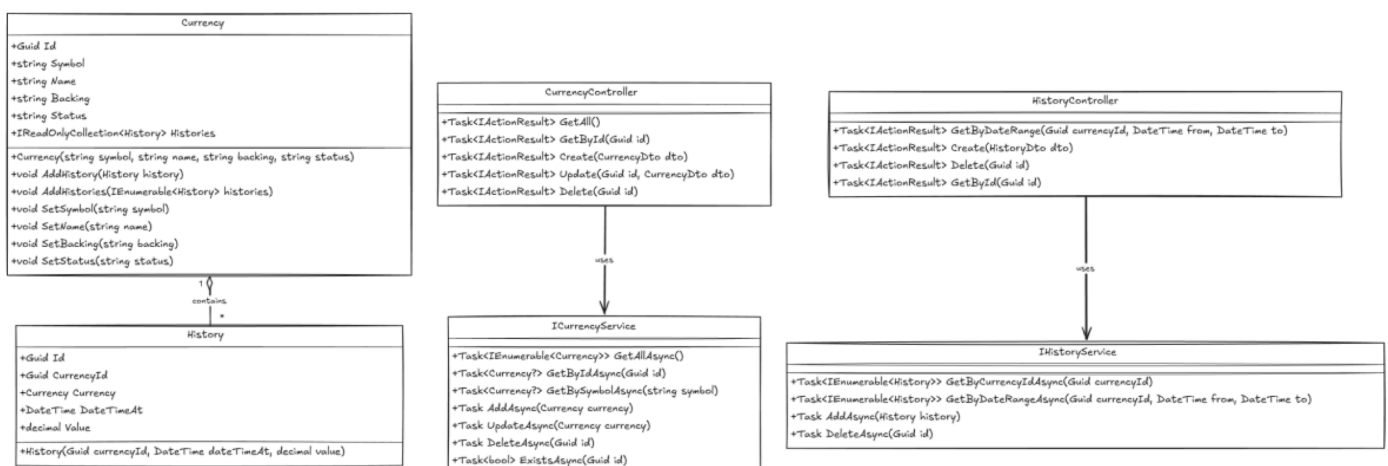 Currency
+Guid Id
+string Symbol
+string Name
+string Backing
+string Status
+IReadOnlyCollection<History> Histories
+Currency(string symbol, string name, string backing, string status)
+void AddHistory(History history)
+void AddHistories(IEnumerable<History> histories)
+void SetSymbol(string symbol)
+void SetName(string name)
+void SetBacking(string backing)
+void SetStatus(string status)
1
contains
*
History
+Guid Id
+Guid CurrencyId
+Currency Currency
+DateTime DateTimeAt
+decimal Value
+History(Guid currencyId, DateTime dateTimeAt, decimal value)
CurrencyController
+Task<IActionResult> GetAll()
+Task<IActionResult> GetById(Guid id)
+Task<IActionResult> Create(CurrencyDto dto)
+Task<IActionResult> Update(Guid id, CurrencyDto dto)
+Task<IActionResult> Delete(Guid id)
uses
ICurrencyService
+Task<IEnumerable<Currency>> GetAllAsync()
+Task<Currency?> GetByIdAsync(Guid id)
+Task<Currency?> GetBySymbolAsync(string symbol)
+Task AddAsync(Currency currency)
+Task UpdateAsync(Currency currency)
+Task DeleteAsync(Guid id)
+Task<bool> ExistsAsync(Guid id)
HistoryController
+Task<IActionResult> GetByDateRange(Guid currencyId, DateTime from, DateTime to)
+Task<IActionResult> Create(HistoryDto dto)
+Task<IActionResult> Delete(Guid id)
+Task<IActionResult> GetById(Guid id)
uses
IHistoryService
+Task<IEnumerable<History>> GetByCurrencyIdAsync(Guid currencyId)
+Task<IEnumerable<History>> GetByDateRangeAsync(Guid currencyId, DateTime from, DateTime to)
+Task AddAsync(History history)
+Task DeleteAsync(Guid id)